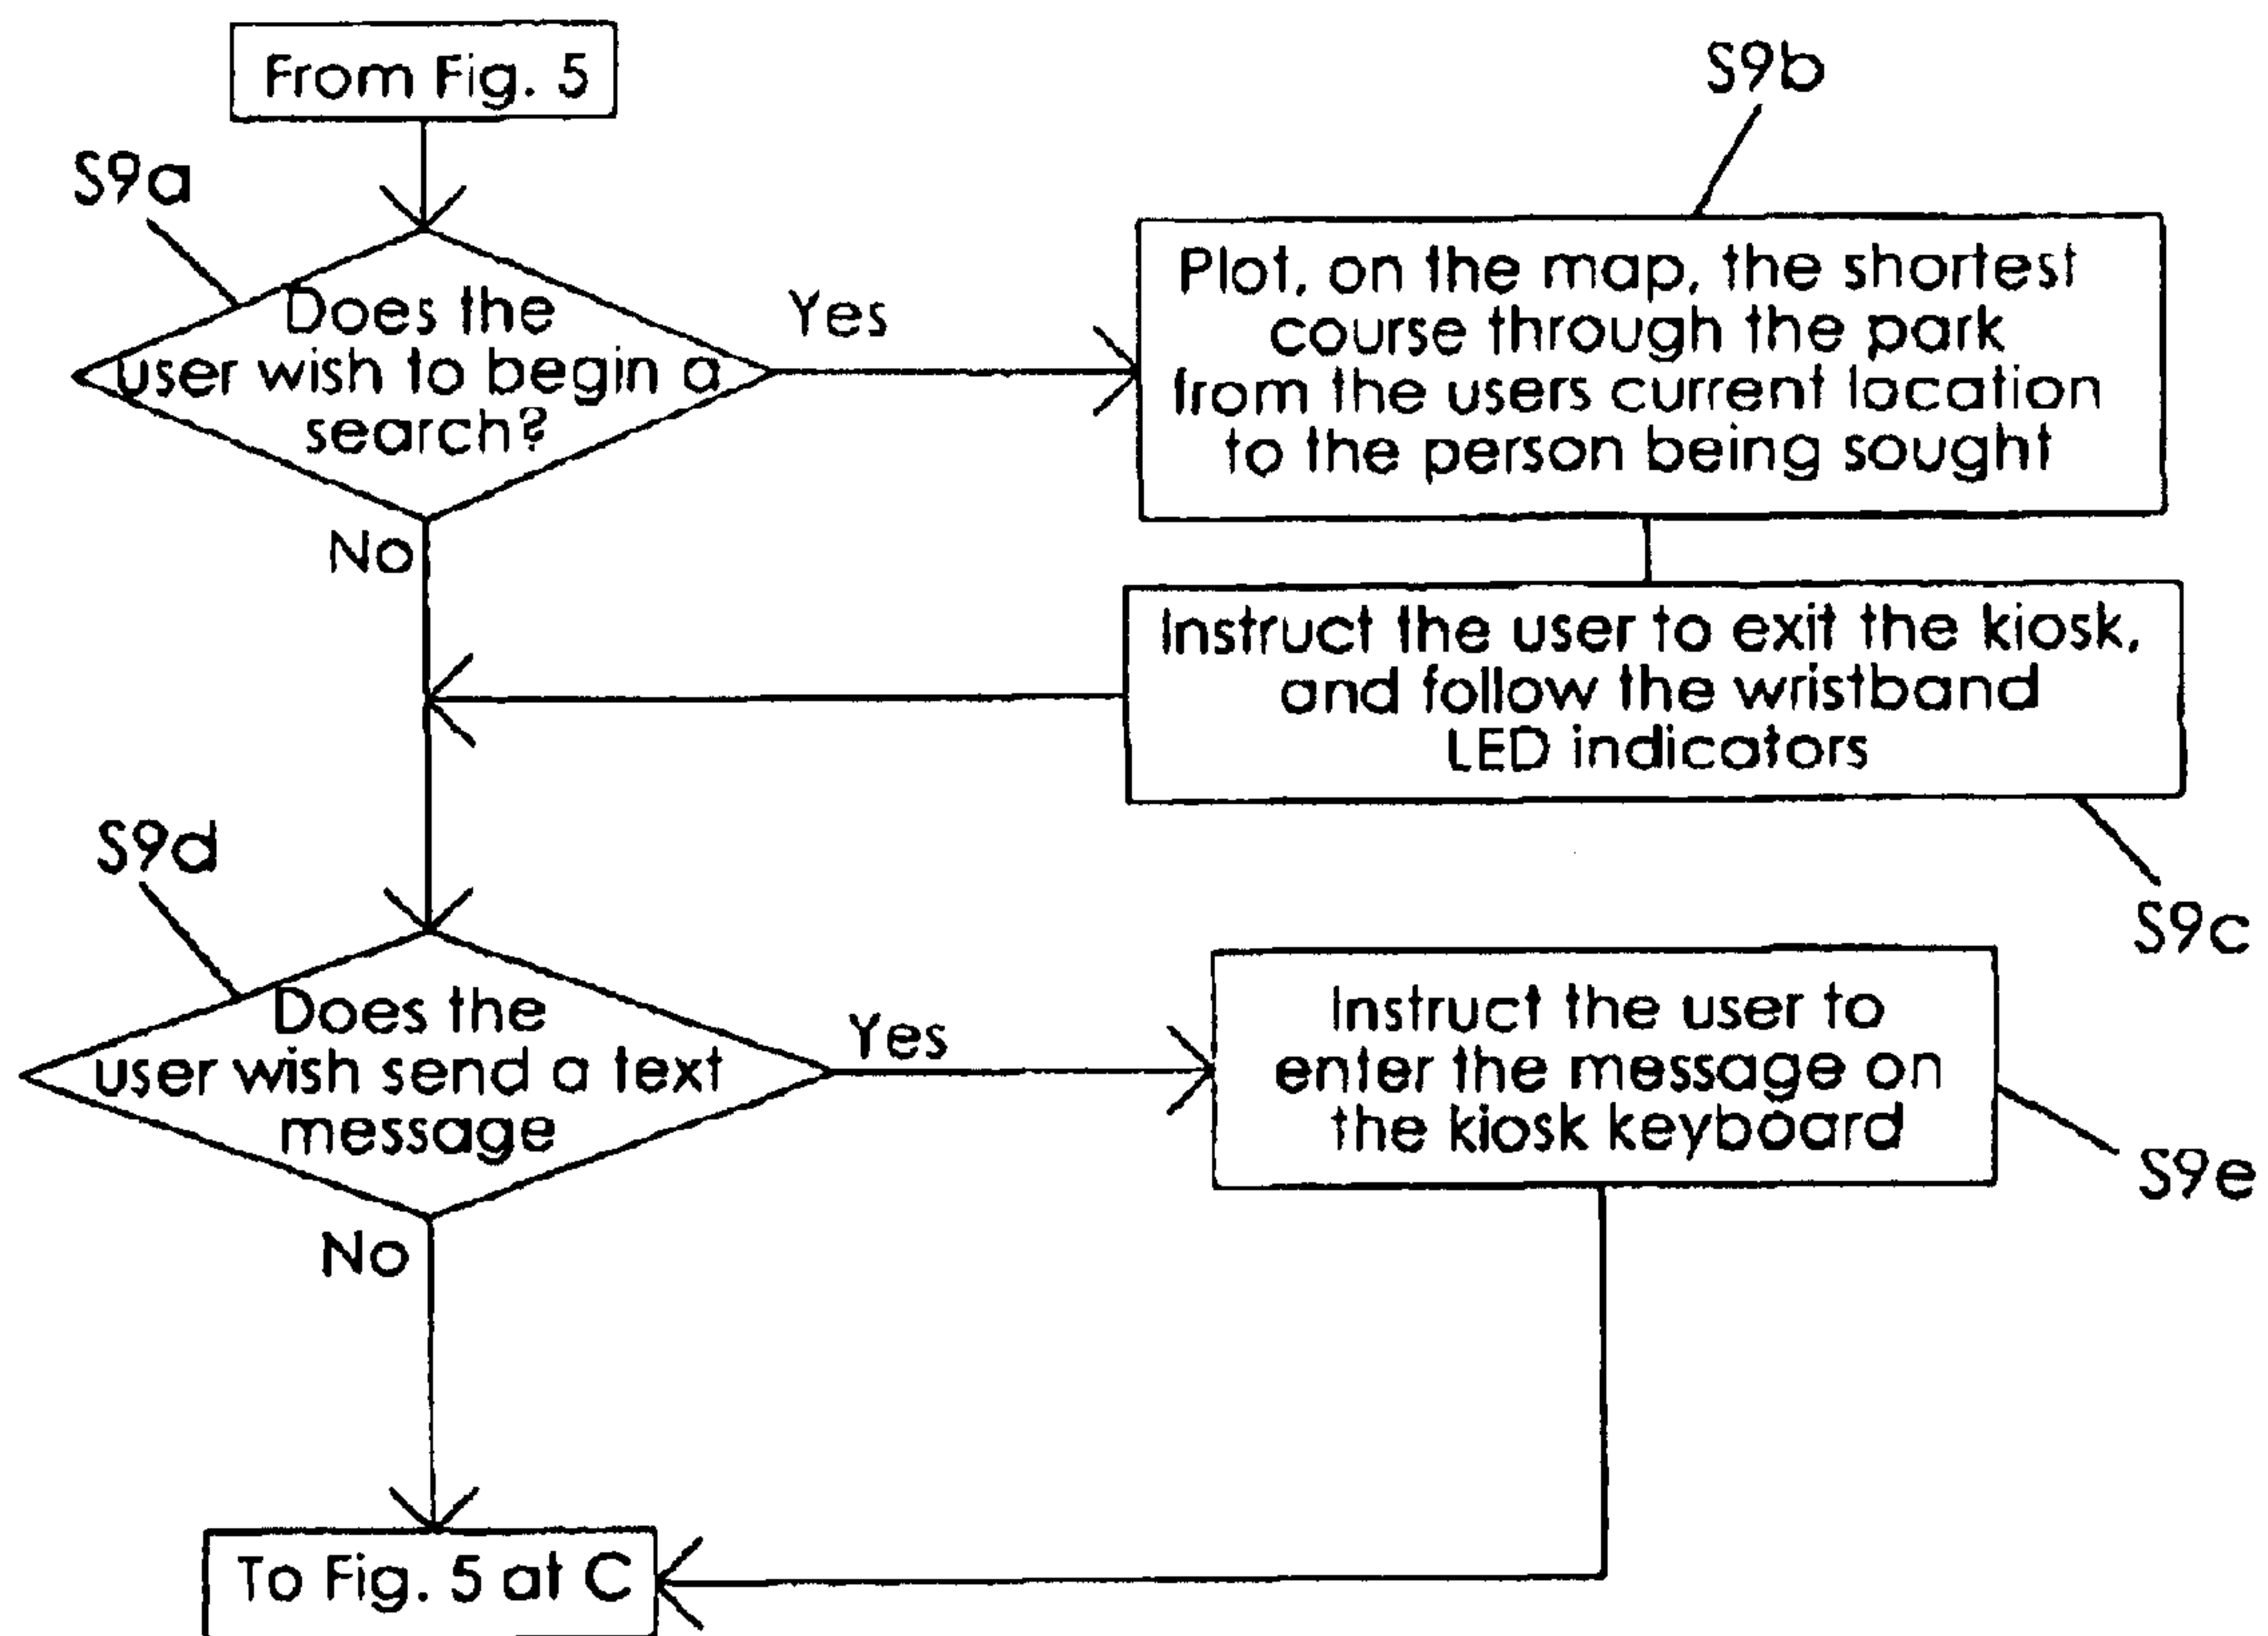 From Fig. 5
S9b
S9a
Does the
user wish to begin a
search?
Yes
Plot, on the map, the shortest
course through the park
from the users current location
to the person being sought
No
Instruct the user to exit the kiosk,
and follow the wristband
LED indicators
S9c
S9d
Does the
user wish send a text
message
Yes
Instruct the user to
enter the message on
the kiosk keyboard
S9e
No
To Fig. 5 at C